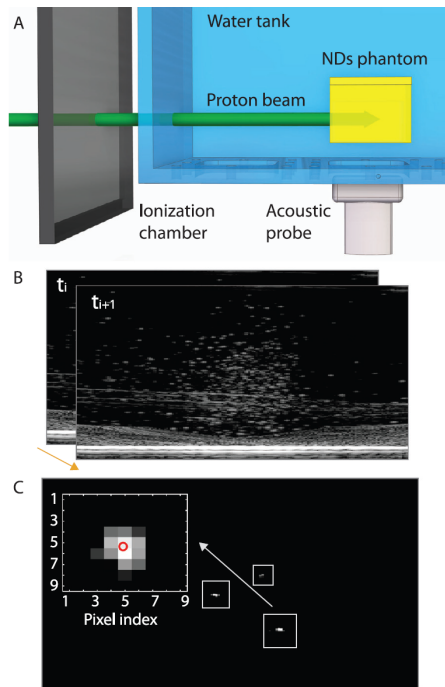 A
Water tank
NDs phantom
Proton beam
Ionization
chamber
Acoustic
probe
B
ti
ti+1
C
1
3
5
7
9
1 3 5 7 9
Pixel index